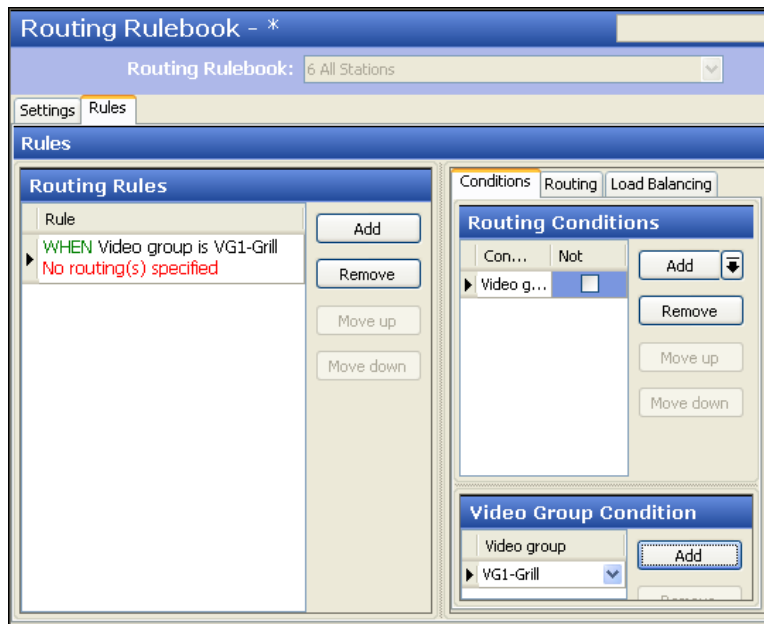 Routing Rulebook - *
Routing Rulebook: 6 All Stations
Settings Rules
Rules
Routing Rules
Rule
WHEN Video group is VG1-Grill
No routing(s) specified
Add
Remove
Move up
Move down
Conditions Routing Load Balancing
Routing Conditions
Con... Not
Video g...
Add
Remove
Move up
Move down
Video Group Condition
Video group
VG1-Grill
Add